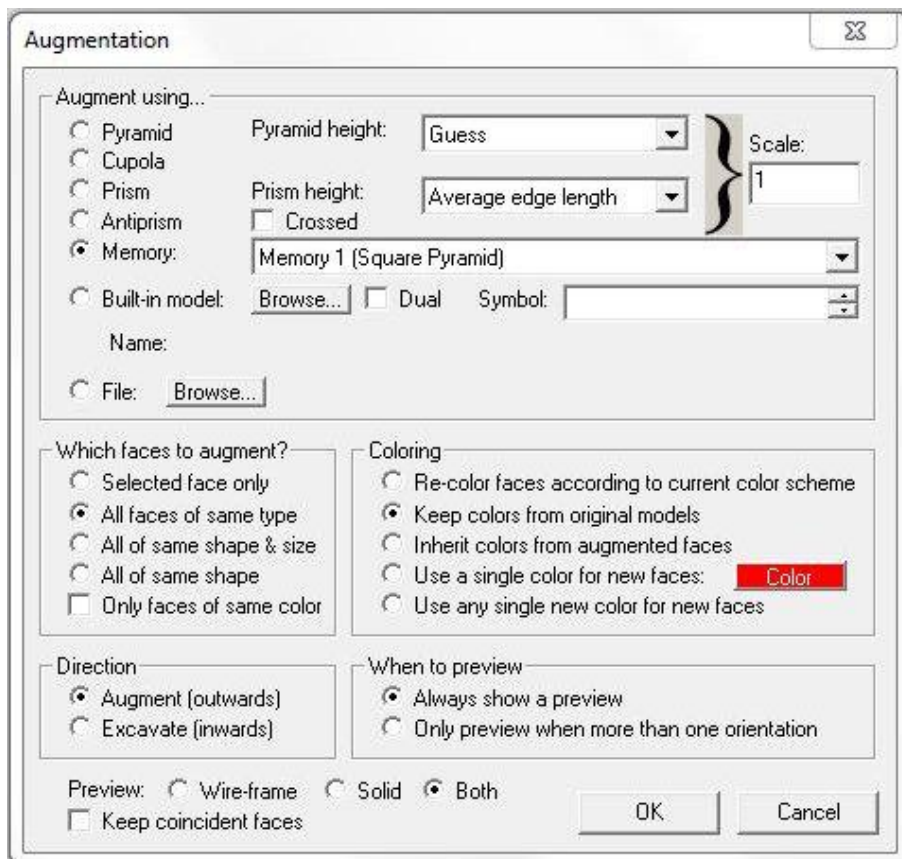 Augmentation
Augment using...
Pyramid Pyramid height: Guess
Cupola
Scale:
Prism Prism height: Average edge length 1
Antiprism Crossed
Memory: Memory 1 (Square Pyramid)
Built-in model: Browse... Dual Symbol:
Name:
File: Browse...
Which faces to augment?
Selected face only
All faces of same type
All of same shape & size
All of same shape
Only faces of same color
Coloring
Re-color faces according to current color scheme
Keep colors from original models
Inherit colors from augmented faces
Use a single color for new faces: Color
Use any single new color for new faces
Direction
Augment (outwards)
Excavate (inwards)
When to preview
Always show a preview
Only preview when more than one orientation
Preview: Wire-frame Solid Both
Keep coincident faces
OK Cancel